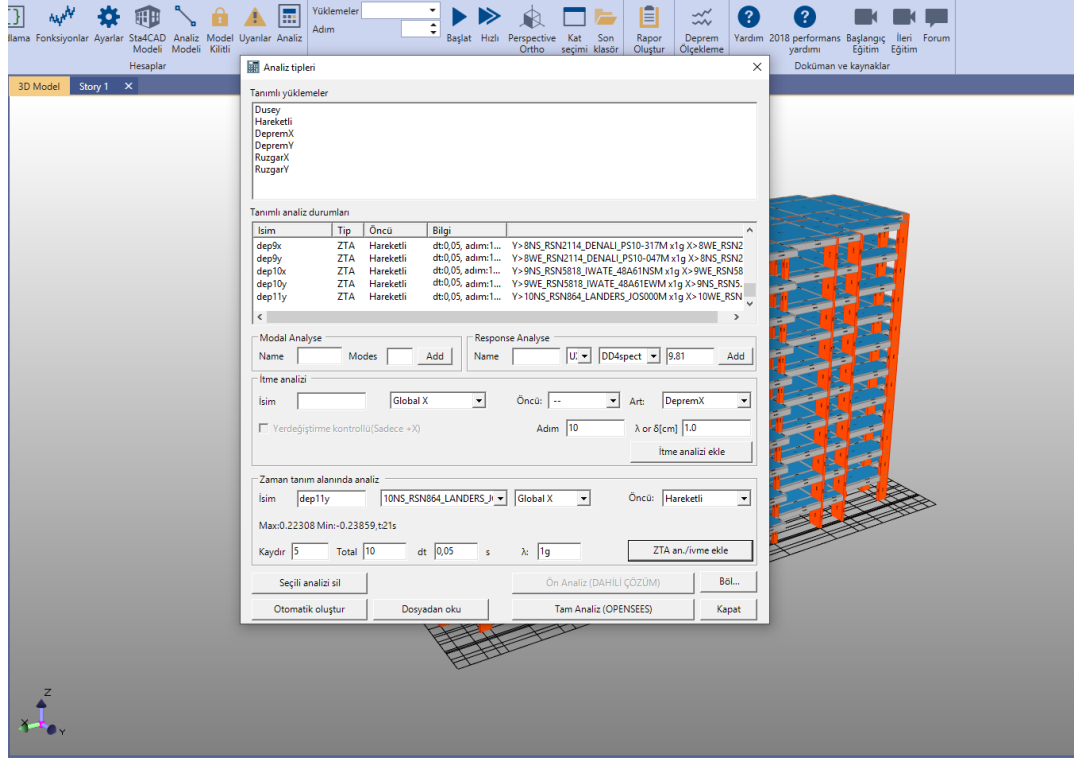 Yüklemeler
Adım
Fonksiyonlar Ayarlar Sta4CAD Modeli Analiz Modeli Model Kilitli Uyarılar Analiz
Başlat Hızlı Perspective Ortho Kat seçimi Son klasör Rapor Oluştur Deprem Ölçekleme Yardım 2018 performans yardımı Başlangıç Eğitim İleri Eğitim Forum
Hesaplar
Doküman ve kaynaklar
3D Model Story 1 X
Analiz tipleri
Tanımlı yüklemeler
Dusey
Hareketli
DepremX
DepremY
RuzgarX
RuzgarY
Tanımlı analiz durumları
Isim Tip Öncü Bilgi
dep9x ZTA Hareketli dt:0,05, adım:1... Y>8NS_RSN2114_DENALI_PS10-317M x1g X>8WE_RSN2
dep9y ZTA Hareketli dt:0,05, adım:1... Y>8WE_RSN2114_DENALI_PS10-047M x1g X>8NS_RSN2
dep10x ZTA Hareketli dt:0,05, adım:1... Y>9NS_RSN5818_IWATE_48A61NSM x1g X>9WE_RSN58
dep10y ZTA Hareketli dt:0,05, adım:1... Y>9WE_RSN5818_IWATE_48A61EWM x1g X>9NS_RSN5.
dep11y ZTA Hareketli dt:0,05, adım:1... Y>10NS_RSN864_LANDERS_JOS000M x1g X>10WE_RSN
Modal Analyse
Name Modes Add
Response Analyse
Name DD4spect 9.81 Add
İtme analizi
İsim Global X Öncü: -- Art: DepremX
Yerdeğiştirme kontrollü(Sadece +X) Adım 10 λ or δ[cm] 1.0
İtme analizi ekle
Zaman tanım alanında analiz
İsim dep11y 10NS_RSN864_LANDERS_J Global X Öncü: Hareketli
Max:0.22308 Min:-0.23859,t:21s
Kaydır 5 Total 10 dt 0,05 s λ: 1g ZTA an./ivme ekle
Seçili analizi sil Ön Analiz (DAHİLİ ÇÖZÜM) Böl...
Otomatik oluştur Dosyadan oku Tam Analiz (OPENSEES) Kapat
Z
X
Y